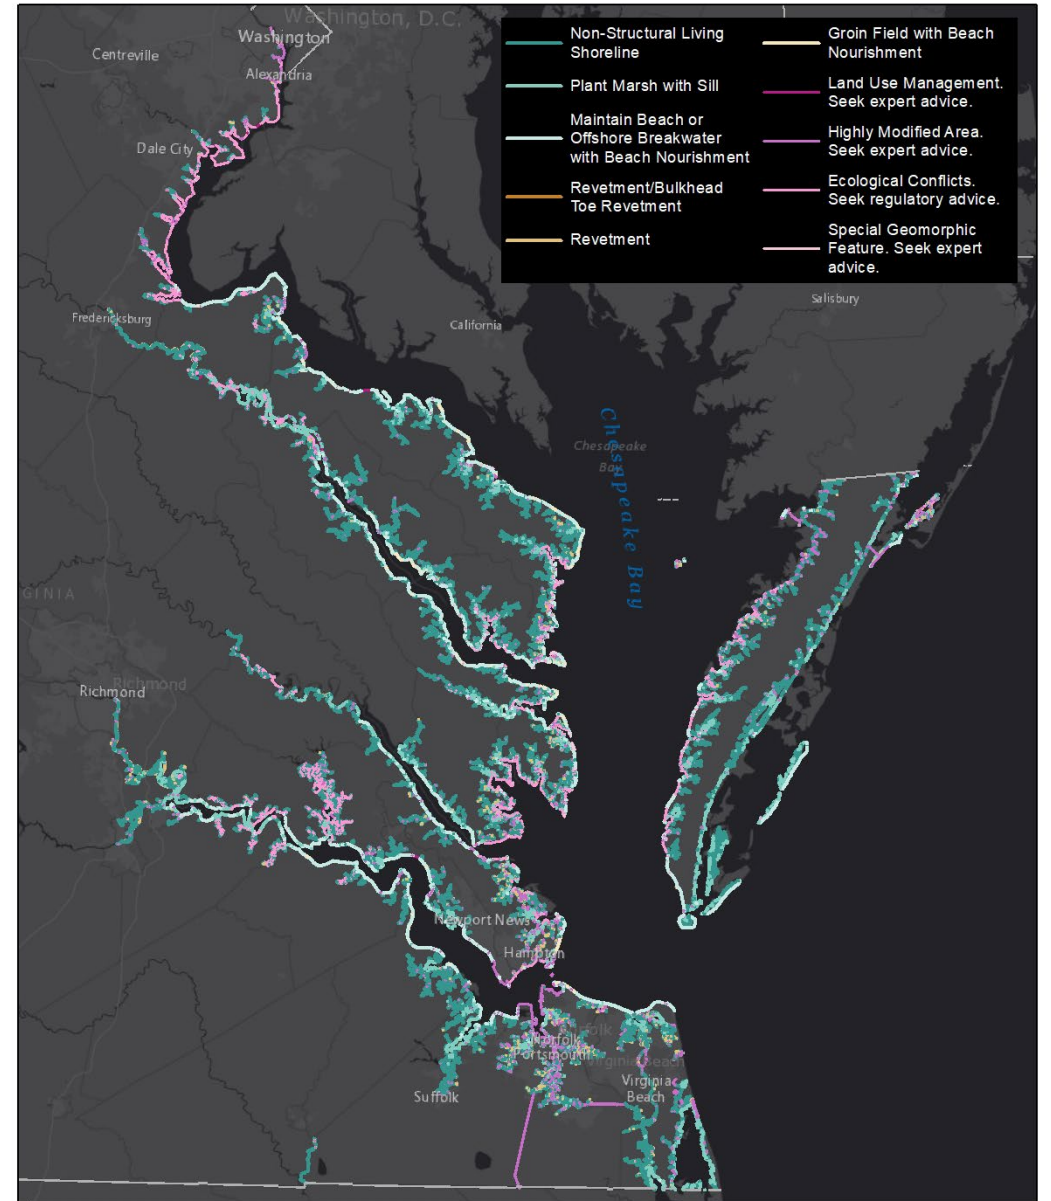 Washington, D.C.
Washington
Centreville
Alexandria
Dale City
Non-Structural Living
Shoreline
Plant Marsh with Sill
Maintain Beach or
Offshore Breakwater
with Beach Nourishment
Revetment/Bulkhead
Toe Revetment
Revetment
Groin Field with Beach
Nourishment
Land Use Management.
Seek expert advice.
Highly Modified Area.
Seek expert advice.
Ecological Conflicts.
Seek regulatory advice.
Special Geomorphic
Feature. Seek expert
advice.
Salisbury
Fredericksburg
California
Chesapeake Bay
Chesapeake
Bay
GINIA
Richmond
Richmond
Newport News
Hampton
Norfolk
Norfolk
Portsmouth
Virginia Beach
Virginia
Beach
Suffolk